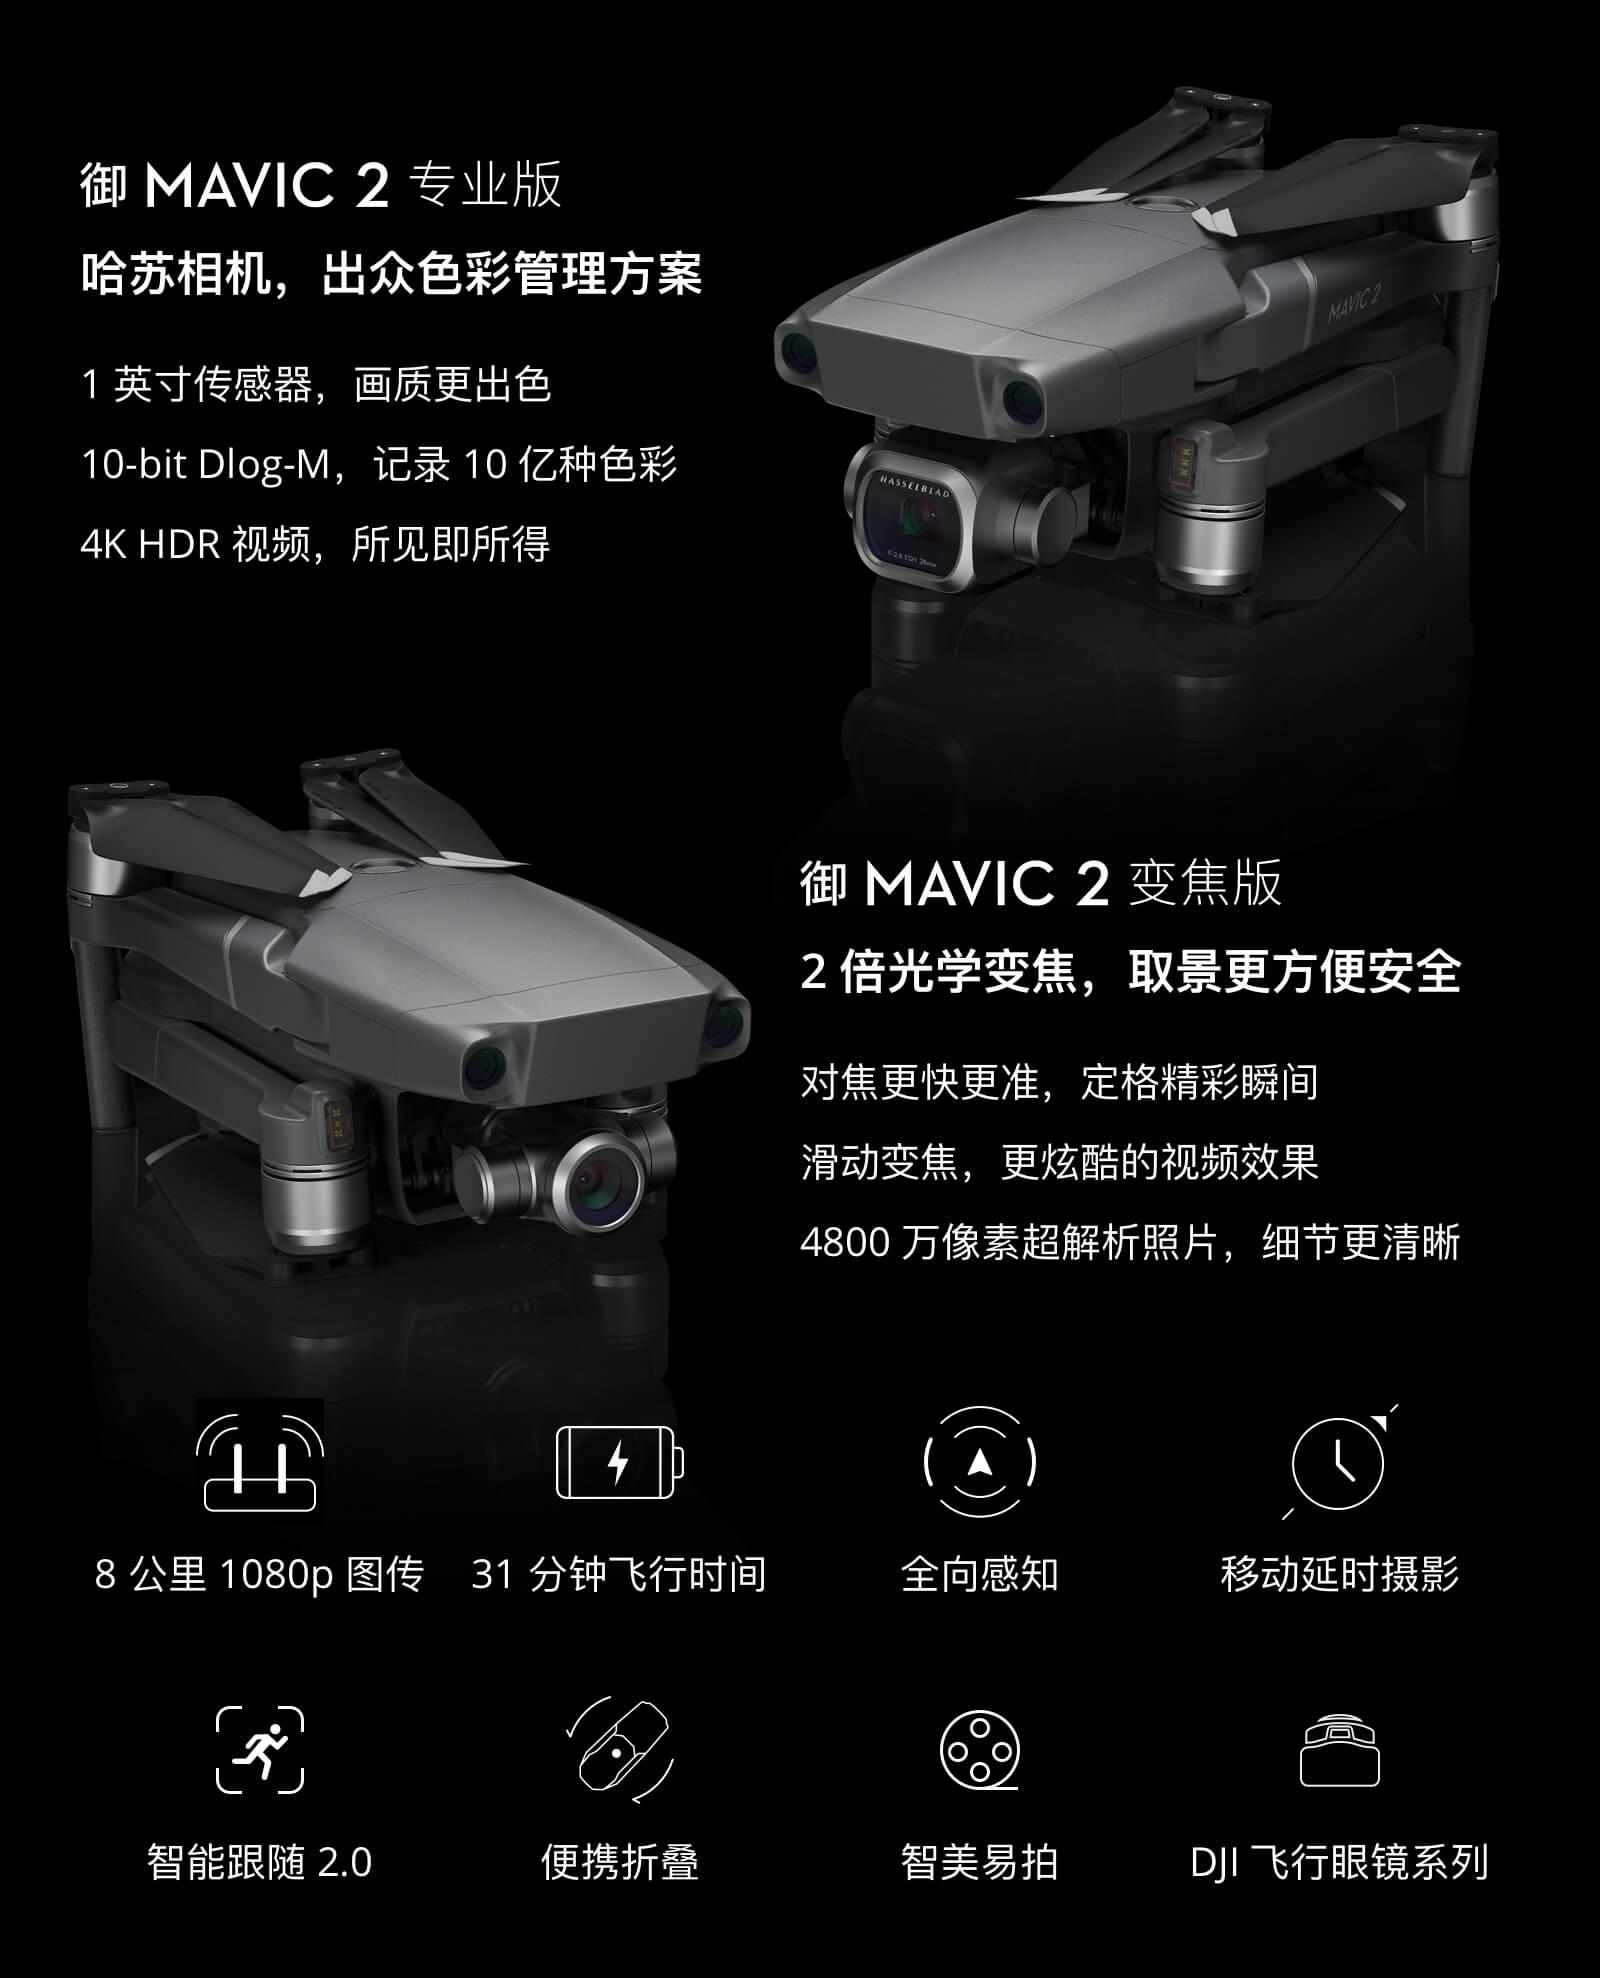 御 MAVIC 2 专业版
哈苏相机，出众色彩管理方案
1 英寸传感器，画质更出色
10-bit Dlog-M，记录 10 亿种色彩
4K HDR 视频，所见即所得
MAVIC 2
HASSELBLAD
F/2.8 EQV 28mm
御 MAVIC 2 变焦版
2 倍光学变焦，取景更方便安全
对焦更快更准，定格精彩瞬间
滑动变焦，更炫酷的视频效果
4800 万像素超解析照片，细节更清晰
8 公里 1080p 图传
31 分钟飞行时间
全向感知
移动延时摄影
智能跟随 2.0
便携折叠
智美易拍
DJI 飞行眼镜系列